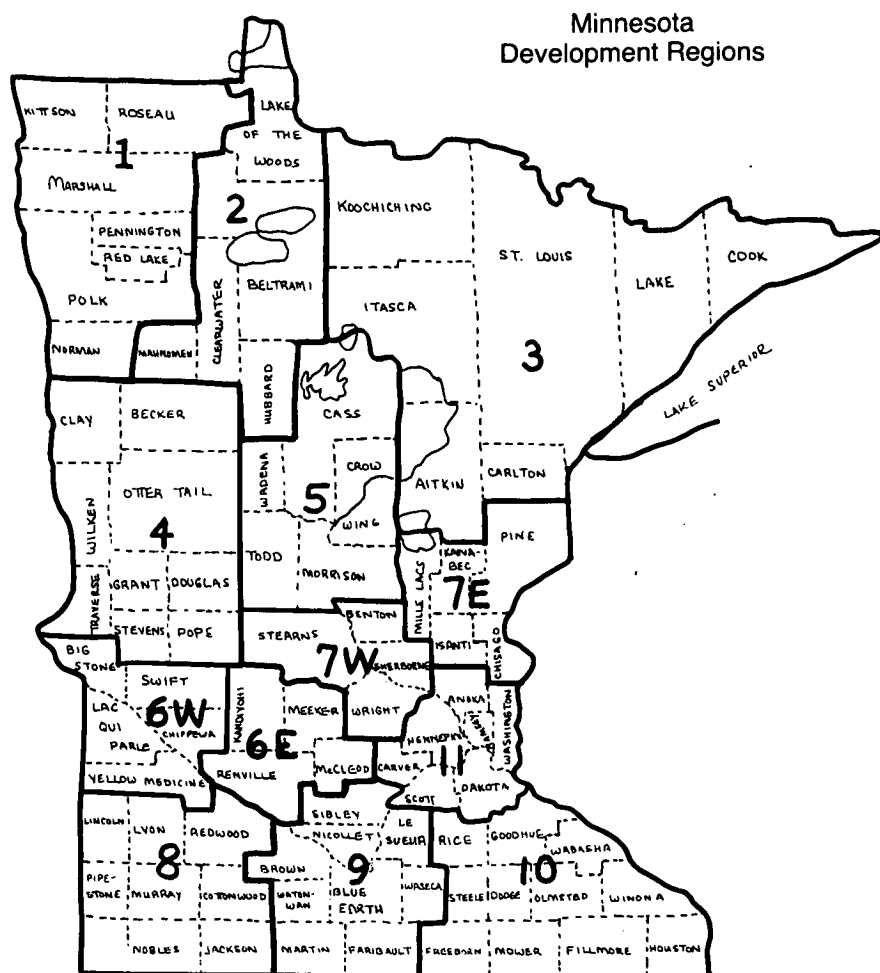 Minnesota
Development Regions
KITTSON
ROSEAU
LAKE
OF THE
WOODS
1
MARSHALL
2
KOOCHICHING
PENNINGTON
RED LAKE
ST. LOUIS
COOK
LAKE
POLK
CLEARWATER
BELTRAMI
ITASCA
NORMAN
MAHNOMEN
3
LAKE SUPERIOR
HUBBARD
CASS
CLAY
BECKER
WADENA
CROW
WING
5
AITKIN
CARLTON
OTTER TAIL
WILKEN
4
PINE
TODD
MORRISON
KANA-
BEC
MILLE LACS
7E
TRAVERSE
GRANT
DOUGLAS
STEVENS
POPE
BENTON
STEARNS
ISANTI
CHISAGO
BIG
STONE
7W
SHERBORNE
SWIFT
6W
LAC
QUI
PARLE
CHIPPEWA
KANDIYOHI
MEEKER
WRIGHT
ANOKA
WASHINGTON
RAMSEY
HENNEPIN
6E
11
YELLOW MEDICINE
RENVILLE
McLEOD
CARVER
DAKOTA
SCOTT
LINCOLN
LYON
REDWOOD
SIBLEY
NICOLLET
LE
SUEUR
RICE
GOODHUE
WABASHA
8
9
10
BROWN
PIPE-
STONE
MURRAY
COTTONWOOD
WATON-
WAN
BLUE
EARTH
WASECA
STEELE
DODGE
OLMSTED
WINONA
NOBLES
JACKSON
MARTIN
FARIBAULT
FREEBORN
MOWER
FILLMORE
HOUSTON